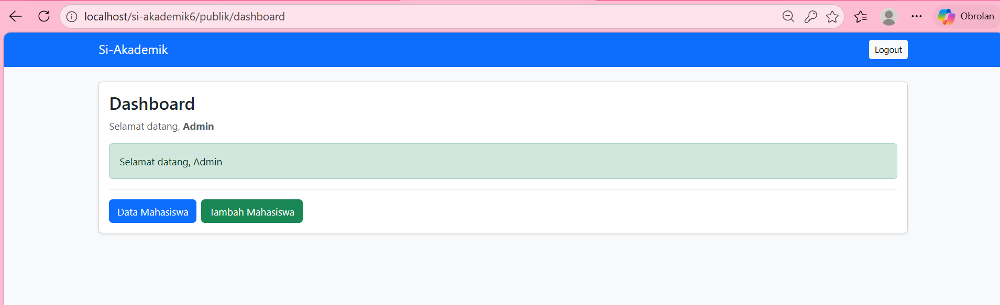 localhost/si-akademik6/publik/dashboard
Obrolan
Si-Akademik
Logout
Dashboard
Selamat datang, Admin
Selamat datang, Admin
Data Mahasiswa
Tambah Mahasiswa